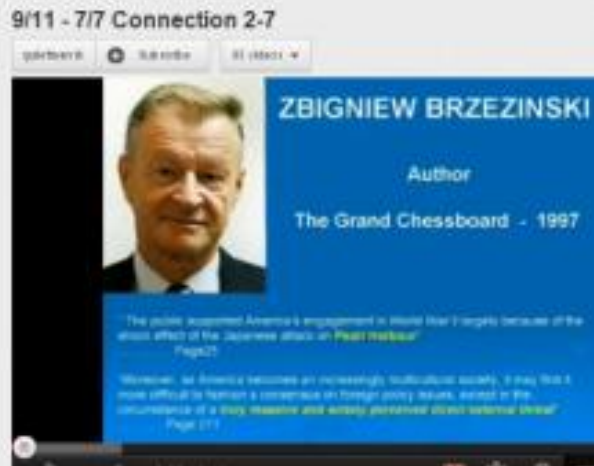 9/11 - 7/7 Connection 2-7
Subscribe
ZBIGNIEW BRZEZINSKI
Author
The Grand Chessboard - 1997
"The public supported America's engagement in World War II largely because of the
shock effect of the Japanese attack on Pearl Harbour"
Page25
"Moreover, as America becomes an increasingly multicultural society, it may find it
more difficult to fashion a consensus on foreign policy issues, except in the
circumstance of a truly massive and widely perceived direct external threat"
Page 211